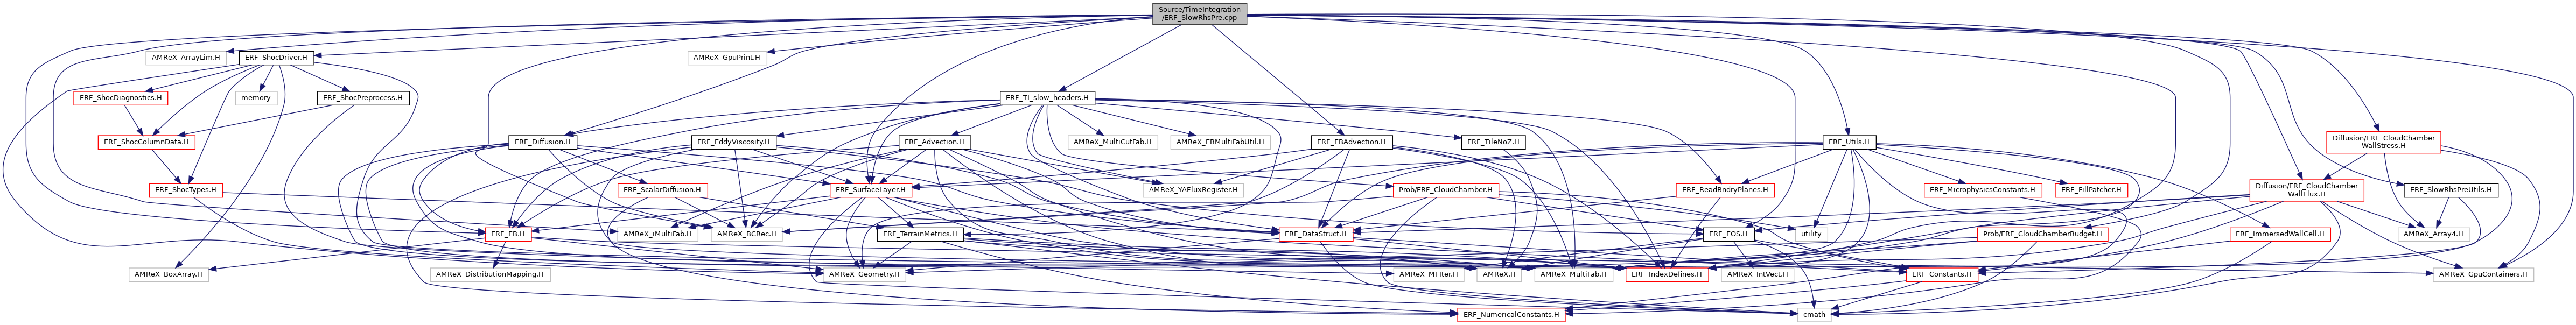 Source/TimeIntegration
/ERF_SlowRhsPre.cpp
AMReX_ArrayLim.H
ERF_ShocDriver.H
AMReX_GpuPrint.H
ERF_ShocDiagnostics.H
memory
ERF_ShocPreprocess.H
ERF_TI_slow_headers.H
ERF_ShocColumnData.H
ERF_Diffusion.H
ERF_EddyViscosity.H
ERF_Advection.H
AMReX_MultiCutFab.H
AMReX_EBMultiFabUtil.H
ERF_EBAdvection.H
ERF_TileNoZ.H
ERF_Utils.H
Diffusion/ERF_CloudChamber
WallStress.H
ERF_ShocTypes.H
ERF_ScalarDiffusion.H
ERF_SurfaceLayer.H
AMReX_YAFluxRegister.H
Prob/ERF_CloudChamber.H
ERF_ReadBndryPlanes.H
ERF_MicrophysicsConstants.H
ERF_FillPatcher.H
Diffusion/ERF_CloudChamber
WallFlux.H
ERF_SlowRhsPreUtils.H
ERF_EB.H
AMReX_iMultiFab.H
AMReX_BCRec.H
ERF_TerrainMetrics.H
ERF_DataStruct.H
ERF_EOS.H
utility
Prob/ERF_CloudChamberBudget.H
ERF_ImmersedWallCell.H
AMReX_Array4.H
AMReX_BoxArray.H
AMReX_DistributionMapping.H
AMReX_Geometry.H
AMReX_MFIter.H
AMReX.H
AMReX_MultiFab.H
ERF_IndexDefines.H
AMReX_IntVect.H
ERF_Constants.H
AMReX_GpuContainers.H
ERF_NumericalConstants.H
cmath